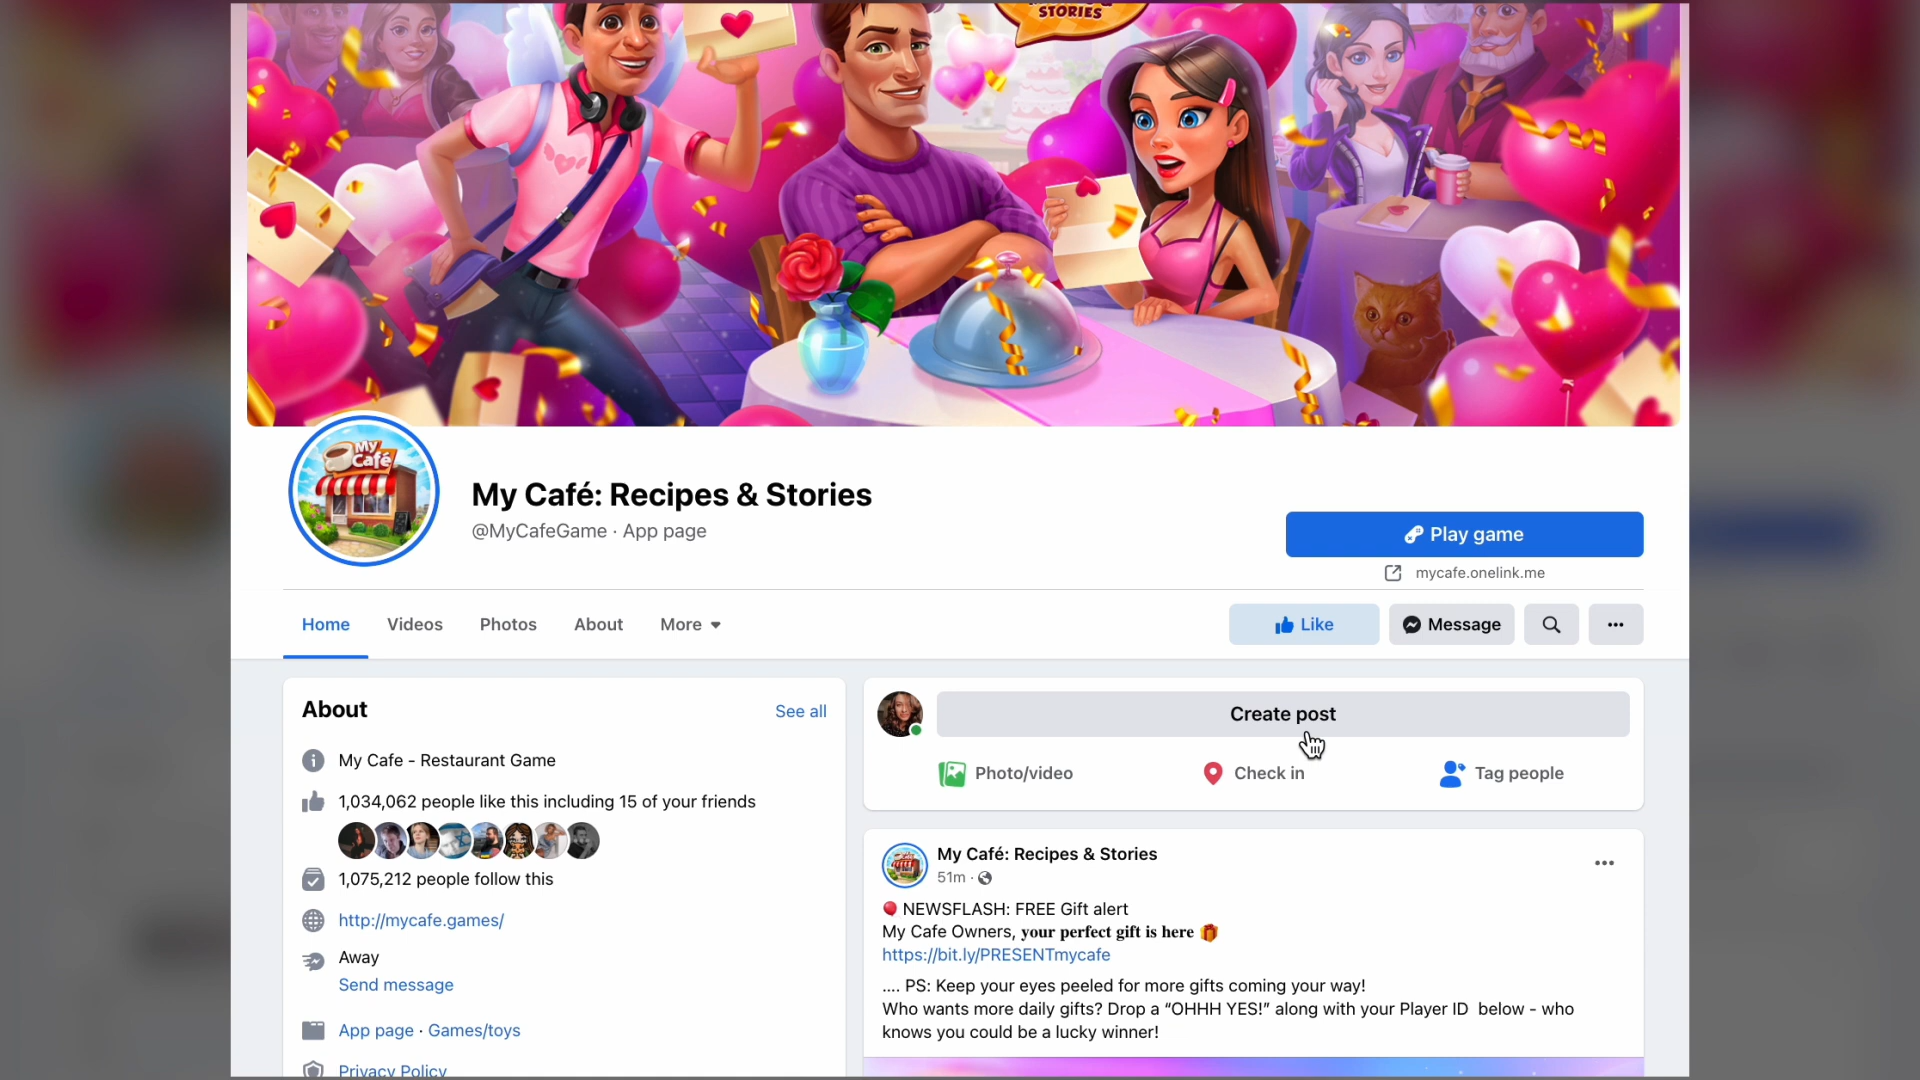 STORIES
My Café
My Café: Recipes & Stories
@MyCafeGame · App page
Play game
mycafe.onelink.me
Home
Videos
Photos
About
More
Like
Message
About
See all
My Cafe - Restaurant Game
1,034,062 people like this including 15 of your friends
1,075,212 people follow this
http://mycafe.games/
Away
Send message
App page · Games/toys
Privacy Policy
Create post
Photo/video
Check in
Tag people
My Café: Recipes & Stories
51m ·
🎈 NEWSFLASH: FREE Gift alert
My Cafe Owners, your perfect gift is here 🎁
https://bit.ly/PRESENTmycafe
.... PS: Keep your eyes peeled for more gifts coming your way!
Who wants more daily gifts? Drop a “OHHH YES!” along with your Player ID  below - who
knows you could be a lucky winner!